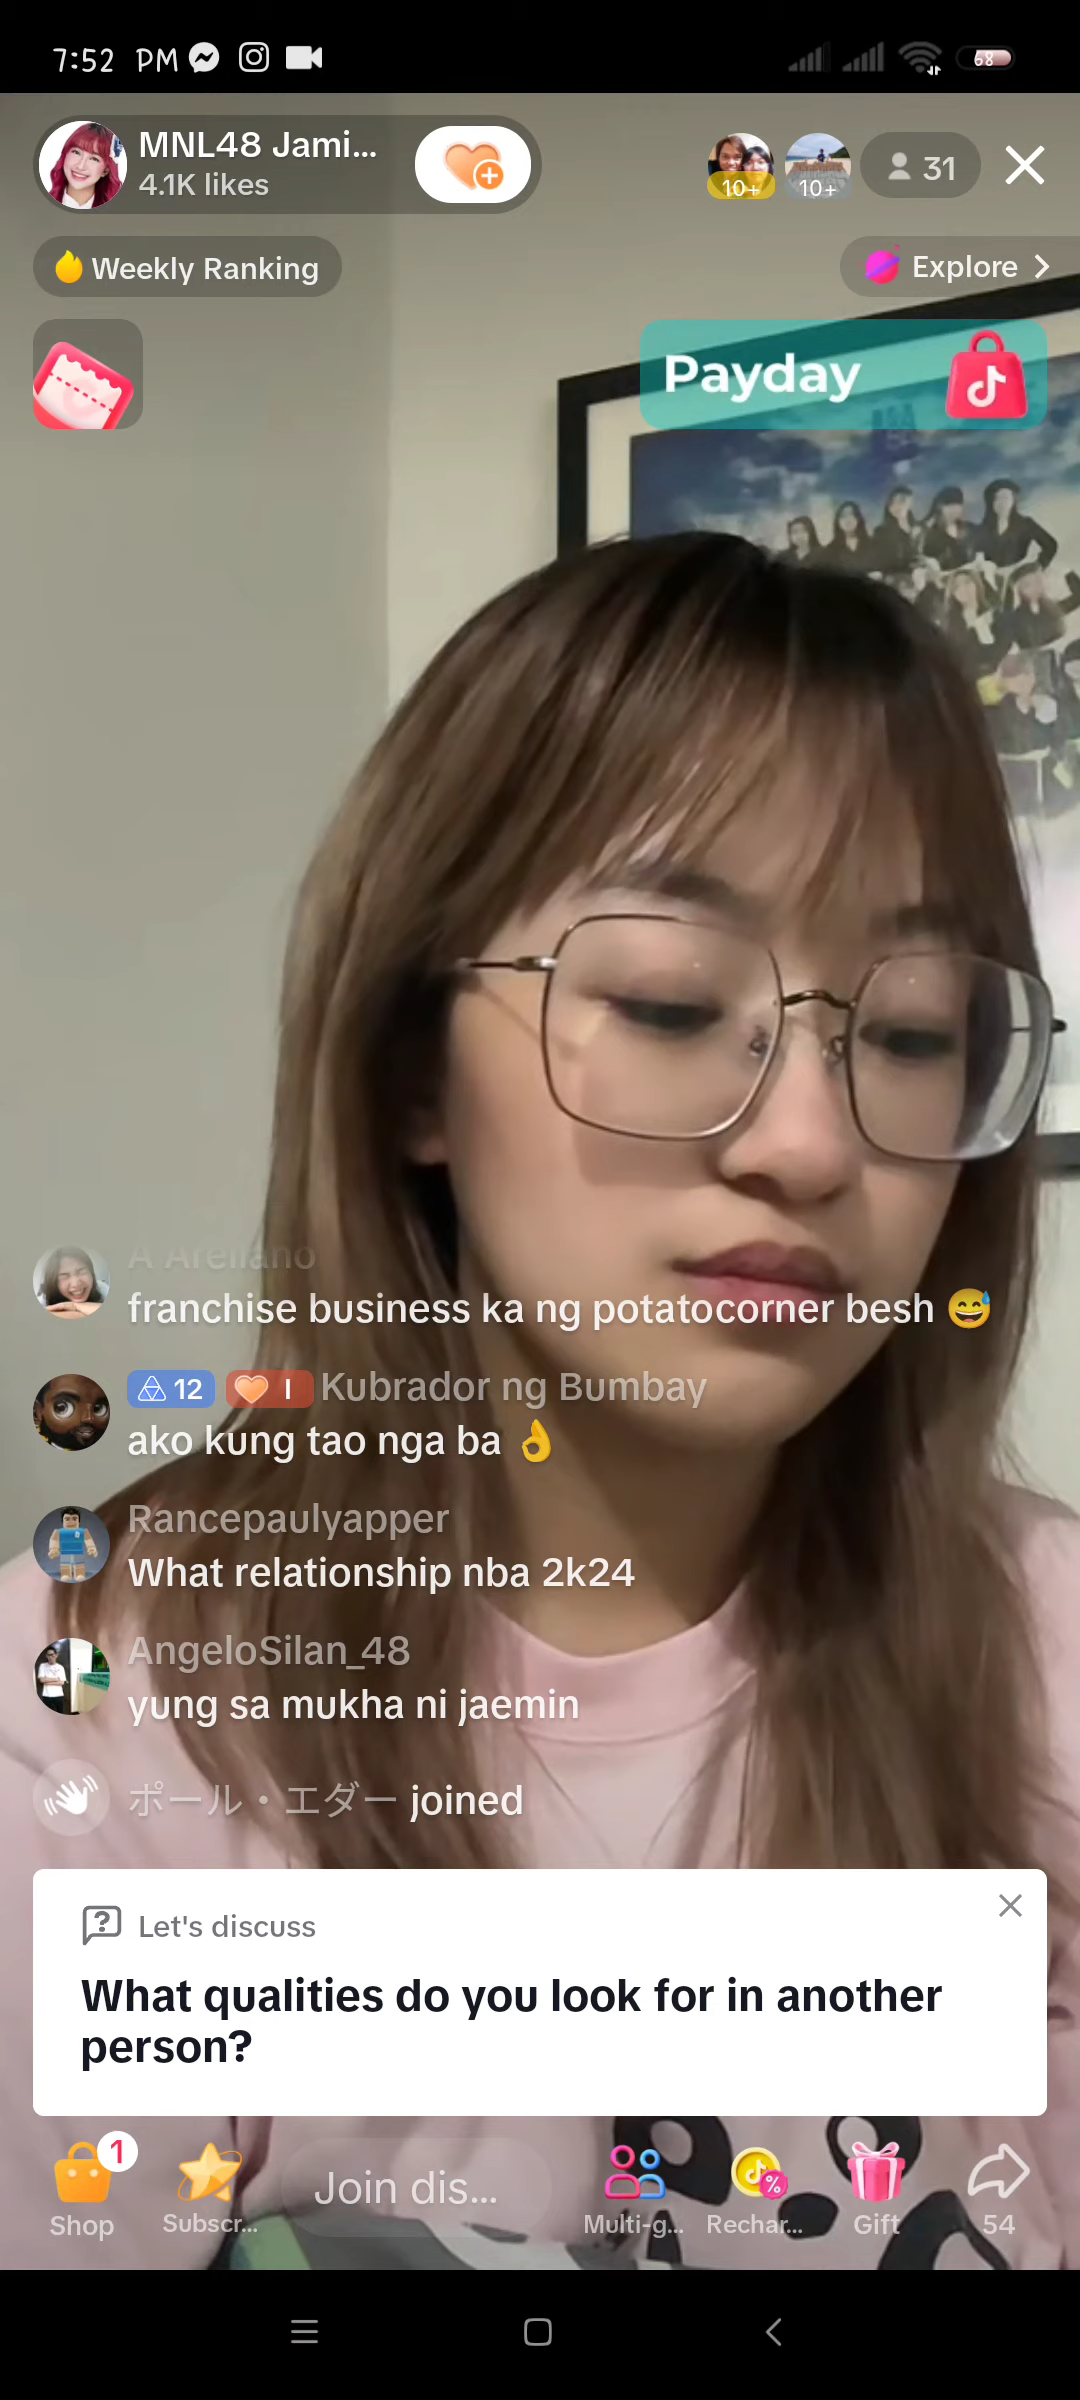 7:52 PM
68
MNL48 Jami...
4.1K likes
10+
10+
31
Weekly Ranking
Explore
Payday
A Arellano
franchise business ka ng potatocorner besh 😅
12
I
Kubrador ng Bumbay
ako kung tao nga ba 👌
Rancepaulyapper
What relationship nba 2k24
AngeloSilan_48
yung sa mukha ni jaemin
ポール・エダー joined
Let's discuss
What qualities do you look for in another
person?
1
Shop
Subscr...
Join dis...
Multi-g...
Rechar...
Gift
54